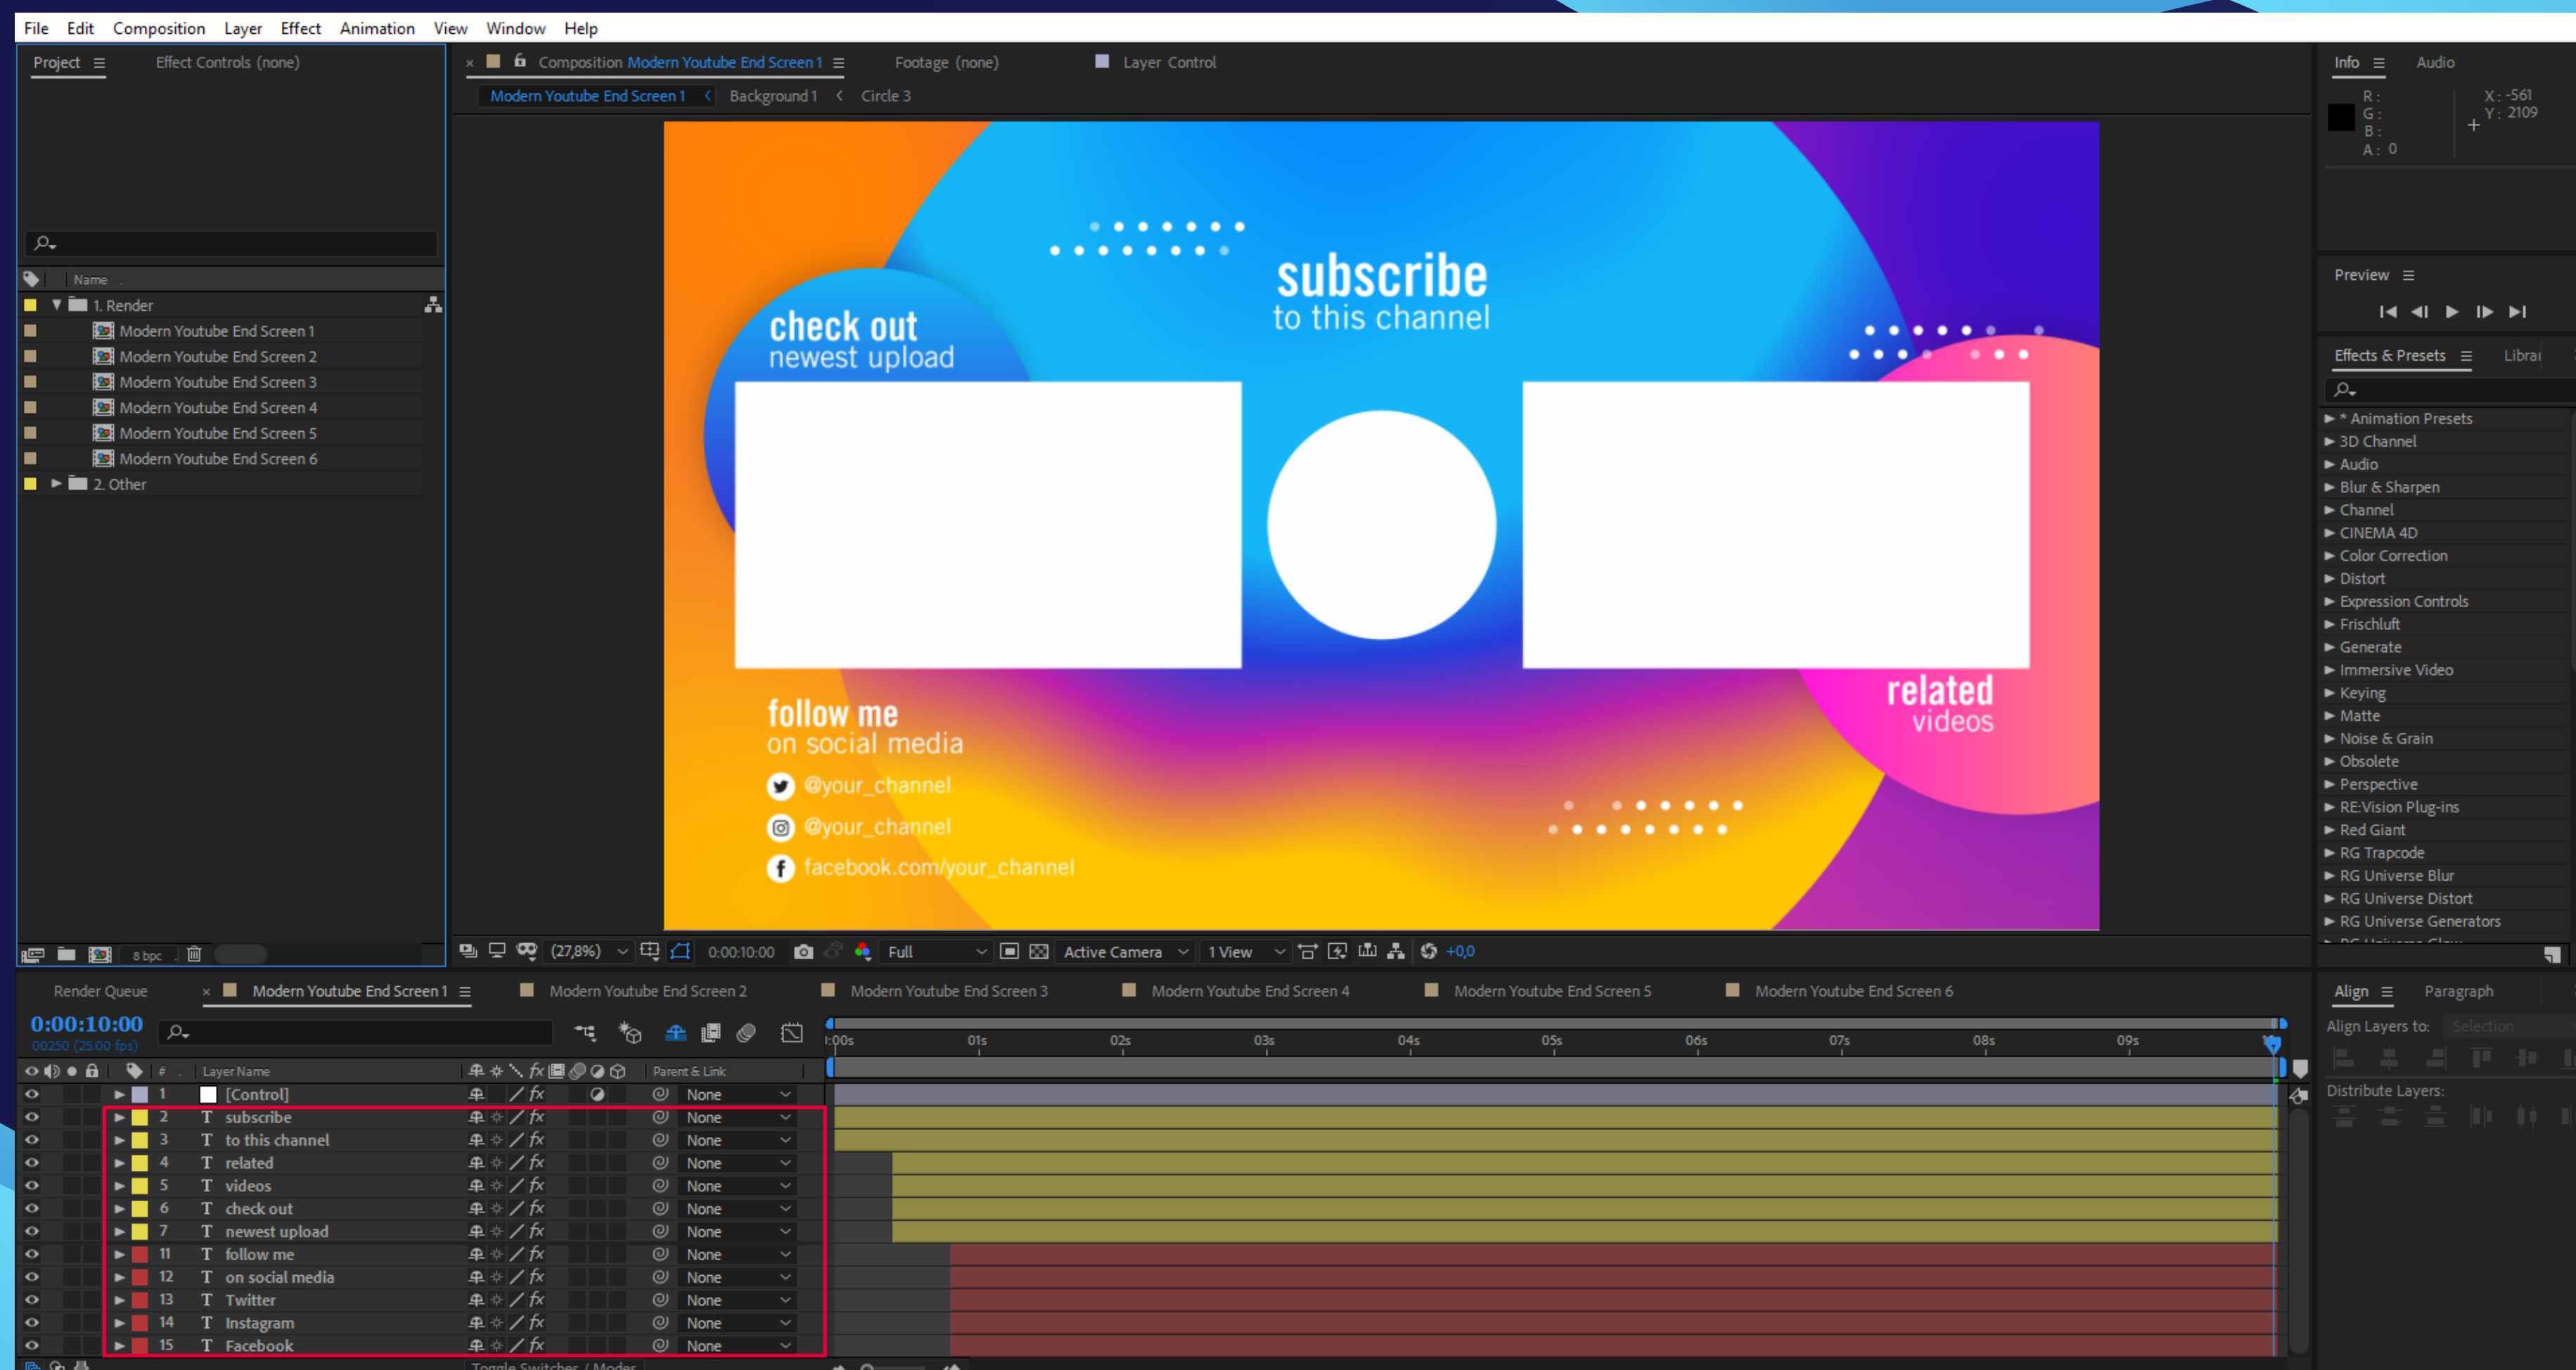 File Edit Composition Layer Effect Animation View Window Help
Project Effect Controls (none)
Composition Modern Youtube End Screen 1 Footage (none) Layer Control
Info Audio
Modern Youtube End Screen 1 < Background 1 < Circle 3
R:
G:
B:
A: 0
X: -561
Y: 2109
subscribe
to this channel
check out
newest upload
related
videos
follow me
on social media
@your_channel
@your_channel
facebook.com/your_channel
Name
1. Render
Modern Youtube End Screen 1
Modern Youtube End Screen 2
Modern Youtube End Screen 3
Modern Youtube End Screen 4
Modern Youtube End Screen 5
Modern Youtube End Screen 6
2. Other
Preview
Effects & Presets
* Animation Presets
3D Channel
Audio
Blur & Sharpen
Channel
CINEMA 4D
Color Correction
Distort
Expression Controls
Frischluft
Generate
Immersive Video
Keying
Matte
Noise & Grain
Obsolete
Perspective
RE:Vision Plug-ins
Red Giant
RG Trapcode
RG Universe Blur
RG Universe Distort
RG Universe Generators
8 bpc
(27,8%) 0:00:10:00 Full Active Camera 1 View +0,0
Render Queue Modern Youtube End Screen 1 Modern Youtube End Screen 2 Modern Youtube End Screen 3 Modern Youtube End Screen 4 Modern Youtube End Screen 5 Modern Youtube End Screen 6
Align Paragraph
0:00:10:00
00250 (25.00 fps)
:00s 01s 02s 03s 04s 05s 06s 07s 08s 09s
Align Layers to: Selection
Distribute Layers:
# Layer Name Parent & Link
1 [Control] None
2 T subscribe None
3 T to this channel None
4 T related None
5 T videos None
6 T check out None
7 T newest upload None
11 T follow me None
12 T on social media None
13 T Twitter None
14 T Instagram None
15 T Facebook None
Toggle Switches / Modes